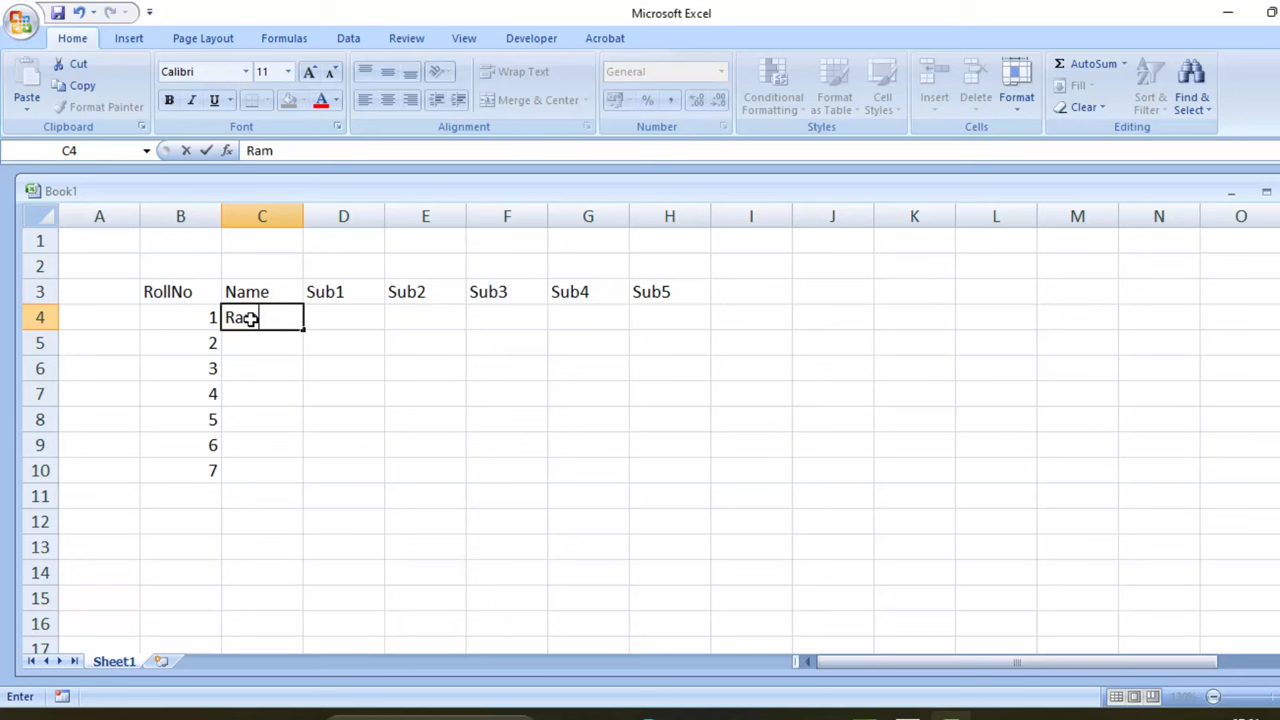 Microsoft Excel
Home Insert Page Layout Formulas Data Review View Developer Acrobat
Paste Cut Copy Format Painter Clipboard
Calibri 11 B I U A Font
Wrap Text Merge & Center Alignment
General % , Number
Conditional Formatting Format as Table Cell Styles Styles
Insert Delete Format Cells
Σ AutoSum Fill Clear Sort & Filter Find & Select Editing
C4 fx Ram
Book1
A B C D E F G H I J K L M N O
1
2
3 RollNo Name Sub1 Sub2 Sub3 Sub4 Sub5
4 1 Ram
5 2
6 3
7 4
8 5
9 6
10 7
11
12
13
14
15
16
17
Sheet1
Enter 130%